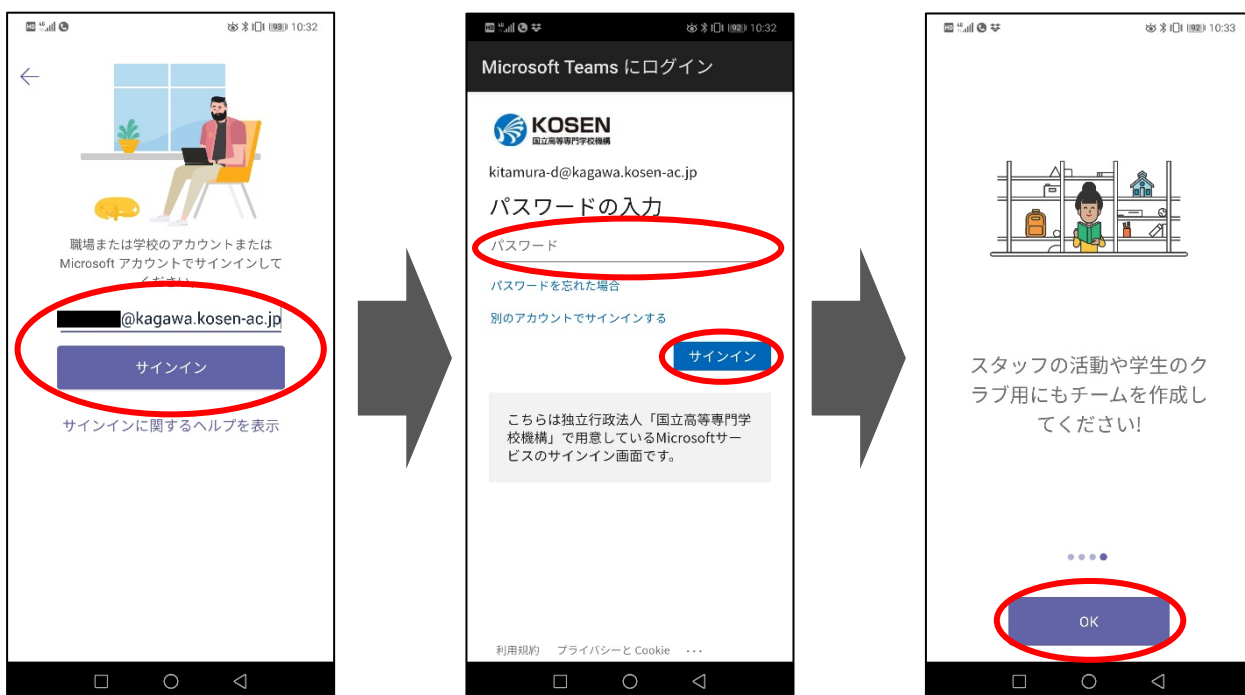 10:32
職場または学校のアカウントまたは
Microsoft アカウントでサインインして
ください。
@kagawa.kosen-ac.jp
サインイン
サインインに関するヘルプを表示
10:32
Microsoft Teams にログイン
KOSEN
国立高等専門学校機構
kitamura-d@kagawa.kosen-ac.jp
パスワードの入力
パスワード
パスワードを忘れた場合
別のアカウントでサインインする
サインイン
こちらは独立行政法人「国立高等専門学
校機構」で用意しているMicrosoftサー
ビスのサインイン画面です。
利用規約 プライバシーと Cookie ···
10:33
スタッフの活動や学生のク
ラブ用にもチームを作成し
てください!
OK